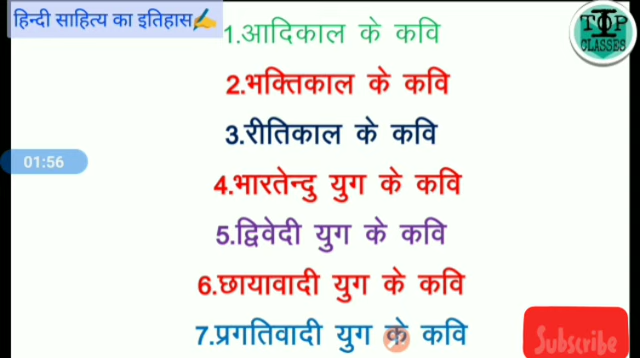 हिन्दी साहित्य का इतिहास✍
1.आदिकाल के कवि
TOP
CLASSES
2.भक्तिकाल के कवि
3.रीतिकाल के कवि
01:56
4.भारतेन्दु युग के कवि
5.द्विवेदी युग के कवि
6.छायावादी युग के कवि
7.प्रगतिवादी युग के कवि
Subscribe